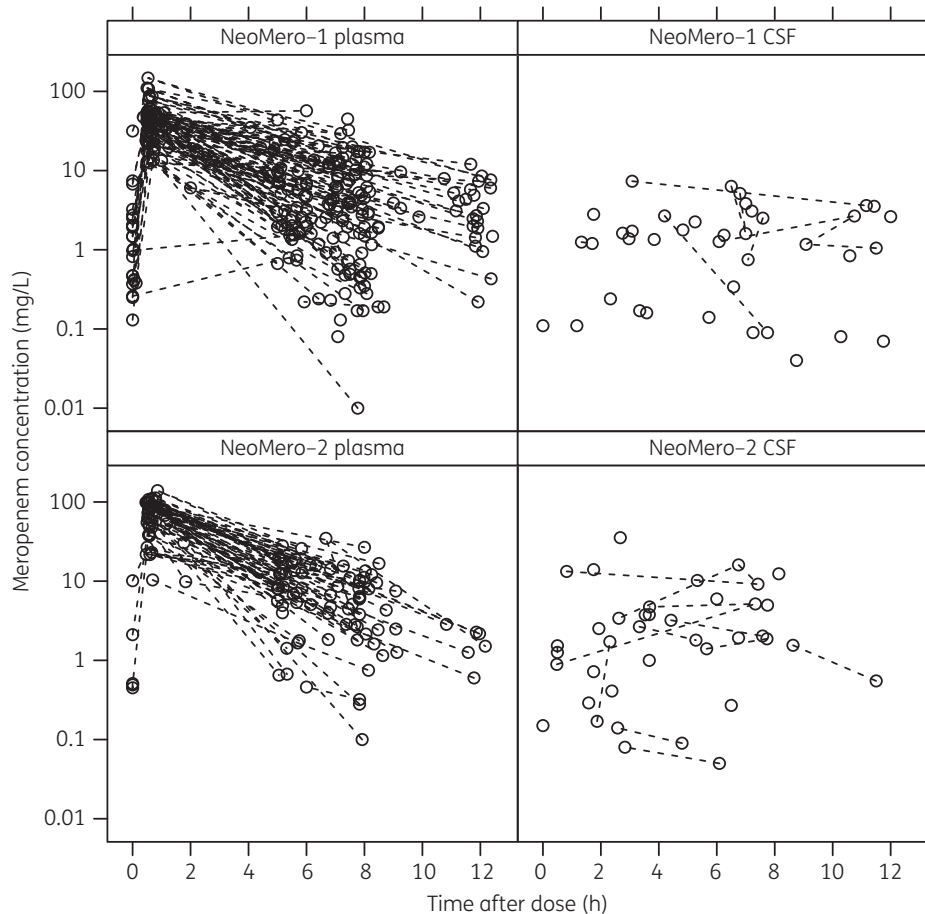 NeoMero–1 plasma
NeoMero–1 CSF
100
10
1
0.1
0.01
NeoMero–2 plasma
NeoMero–2 CSF
100
10
1
0.1
0.01
Meropenem concentration (mg/L)
0 2 4 6 8 10 12
0 2 4 6 8 10 12
Time after dose (h)